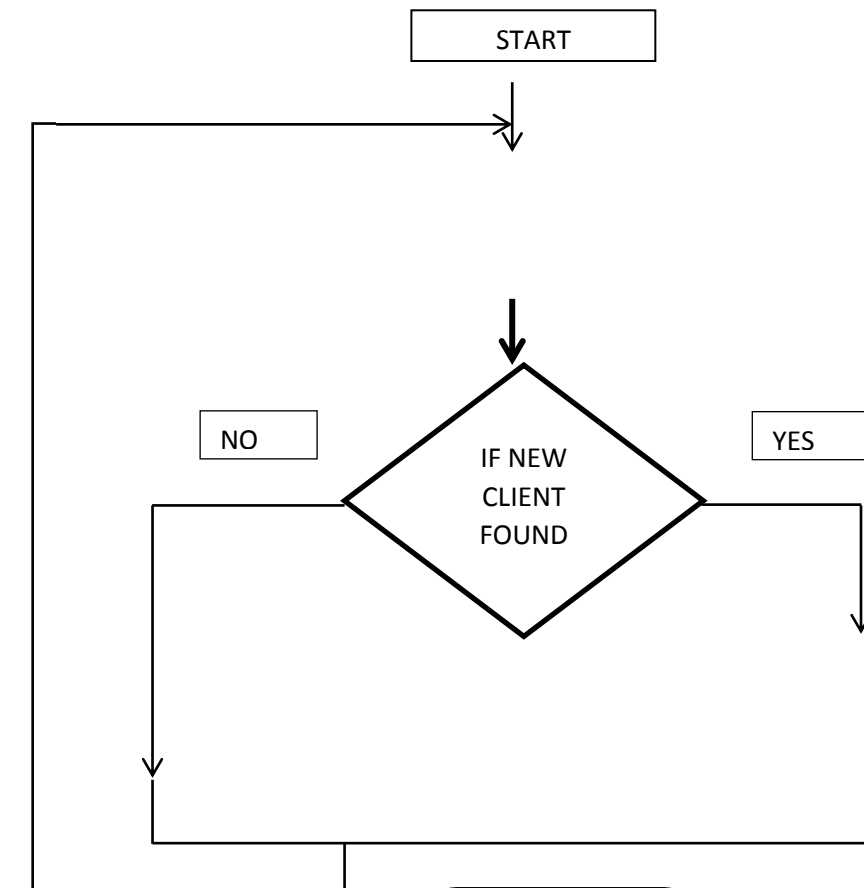 START
NO
YES
IF NEW
CLIENT
FOUND